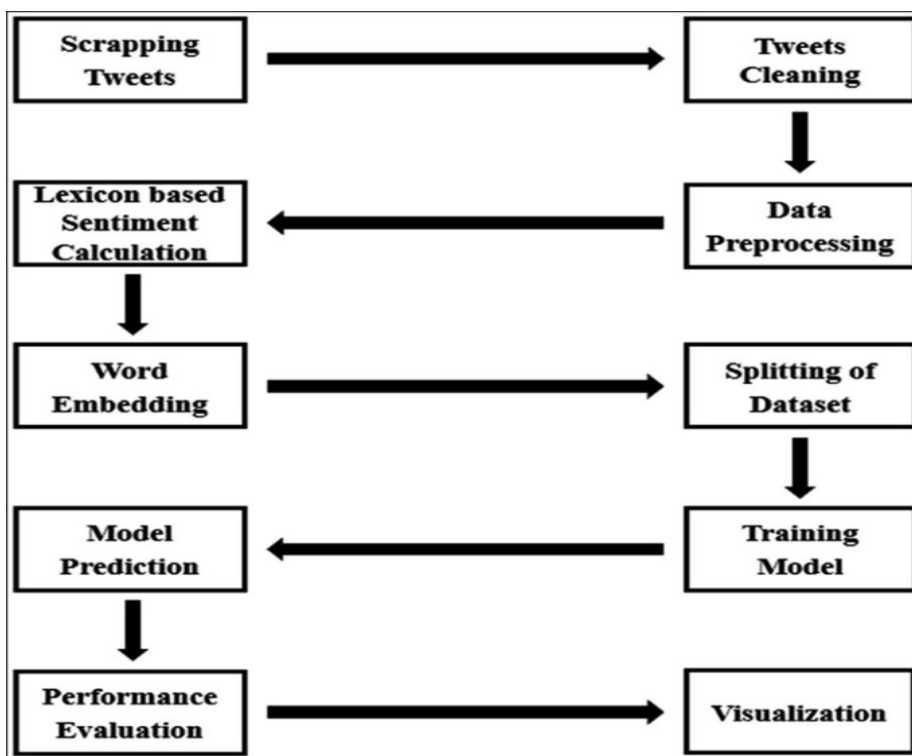 Scrapping
Tweets
Tweets
Cleaning
Lexicon based
Sentiment
Calculation
Data
Preprocessing
Word
Embedding
Splitting of
Dataset
Model
Prediction
Training
Model
Performance
Evaluation
Visualization